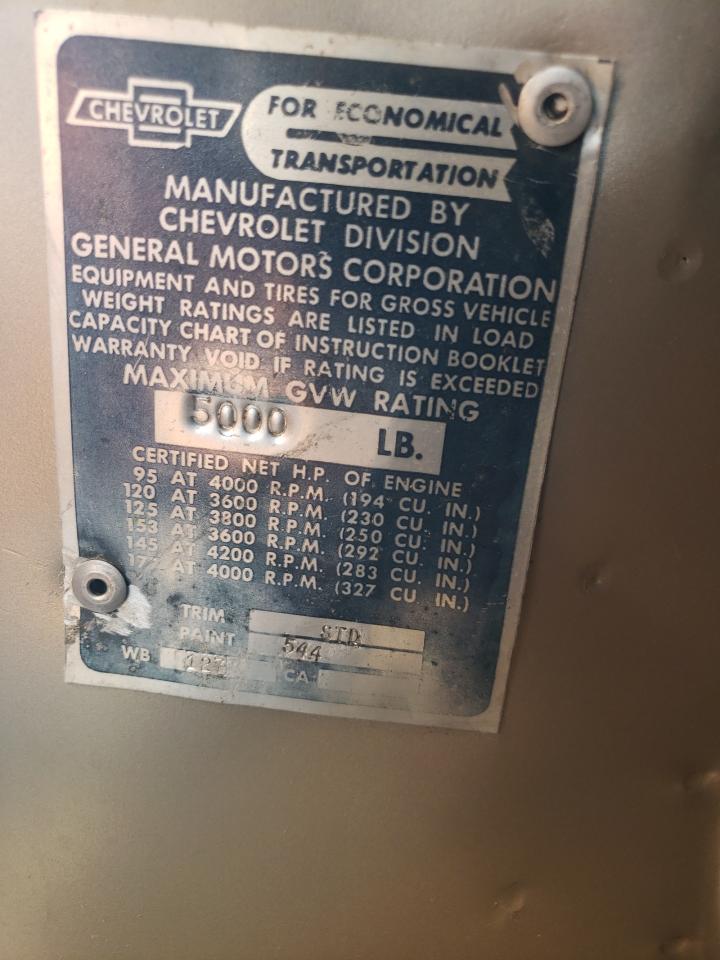 CHEVROLET
FOR ECONOMICAL
TRANSPORTATION
MANUFACTURED BY
CHEVROLET DIVISION
GENERAL MOTORS CORPORATION
EQUIPMENT AND TIRES FOR GROSS VEHICLE
WEIGHT RATINGS ARE LISTED IN LOAD
CAPACITY CHART OF INSTRUCTION BOOKLET
WARRANTY VOID IF RATING IS EXCEEDED
MAXIMUM GVW RATING
5000 LB.
CERTIFIED NET H.P. OF ENGINE
95 AT 4000 R.P.M. (194 CU. IN.)
120 AT 3600 R.P.M. (230 CU. IN.)
125 AT 3800 R.P.M. (250 CU. IN.)
153 AT 3600 R.P.M. (292 CU. IN.)
145 AT 4200 R.P.M. (283 CU. IN.)
AT 4000 R.P.M. (327 CU. IN.)
TRIM STD
PAINT 544
WB 127 CA